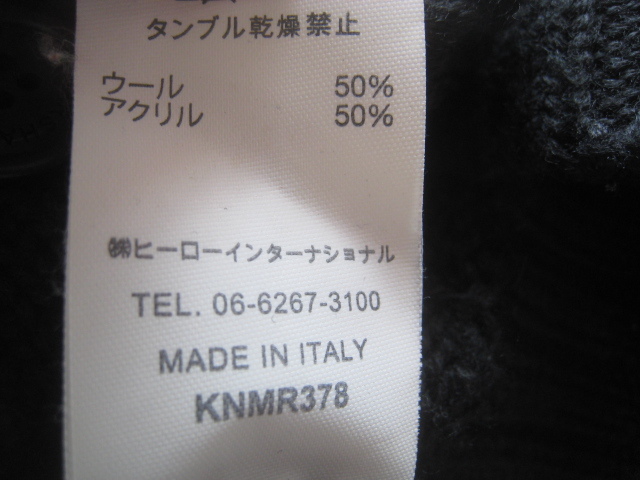 タンブル乾燥禁止
ウール 50%
アクリル 50%
㈱ヒーローインターナショナル
TEL. 06-6267-3100
MADE IN ITALY
KNMR378